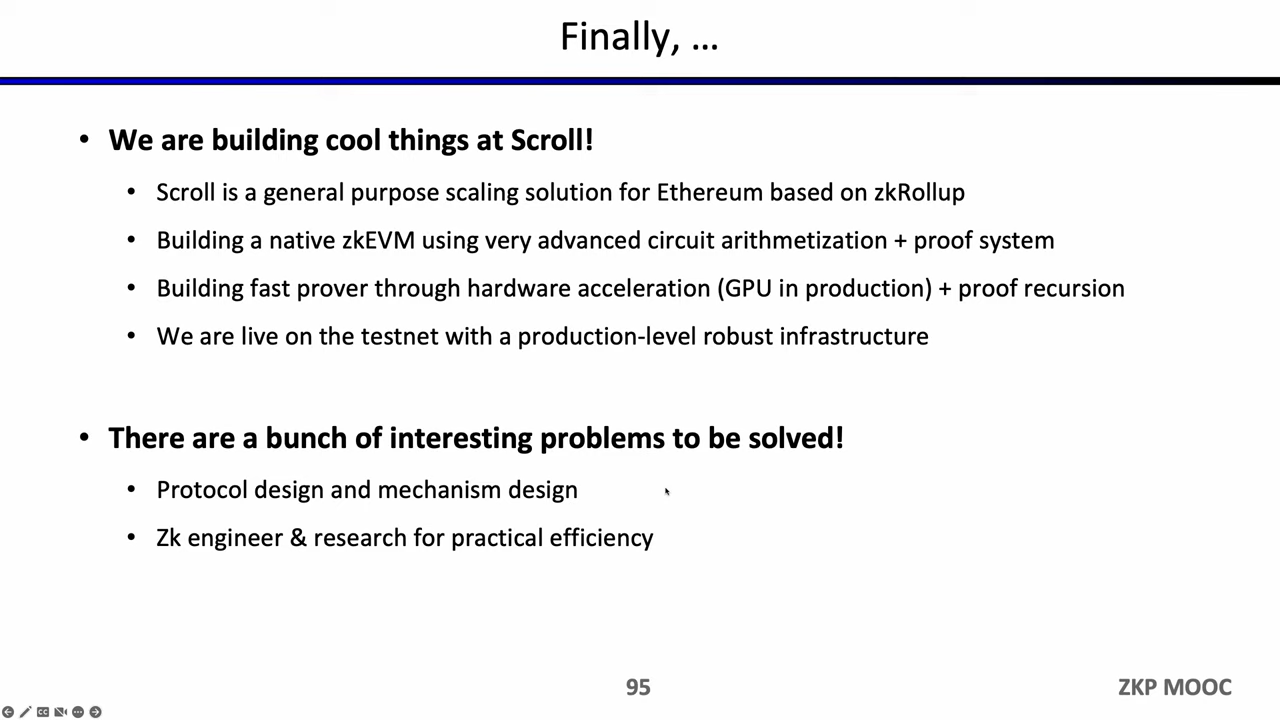 Finally, ...
• We are building cool things at Scroll!
• Scroll is a general purpose scaling solution for Ethereum based on zkRollup
• Building a native zkEVM using very advanced circuit arithmetization + proof system
• Building fast prover through hardware acceleration (GPU in production) + proof recursion
• We are live on the testnet with a production-level robust infrastructure
• There are a bunch of interesting problems to be solved!
• Protocol design and mechanism design
• Zk engineer & research for practical efficiency
95
ZKP MOOC